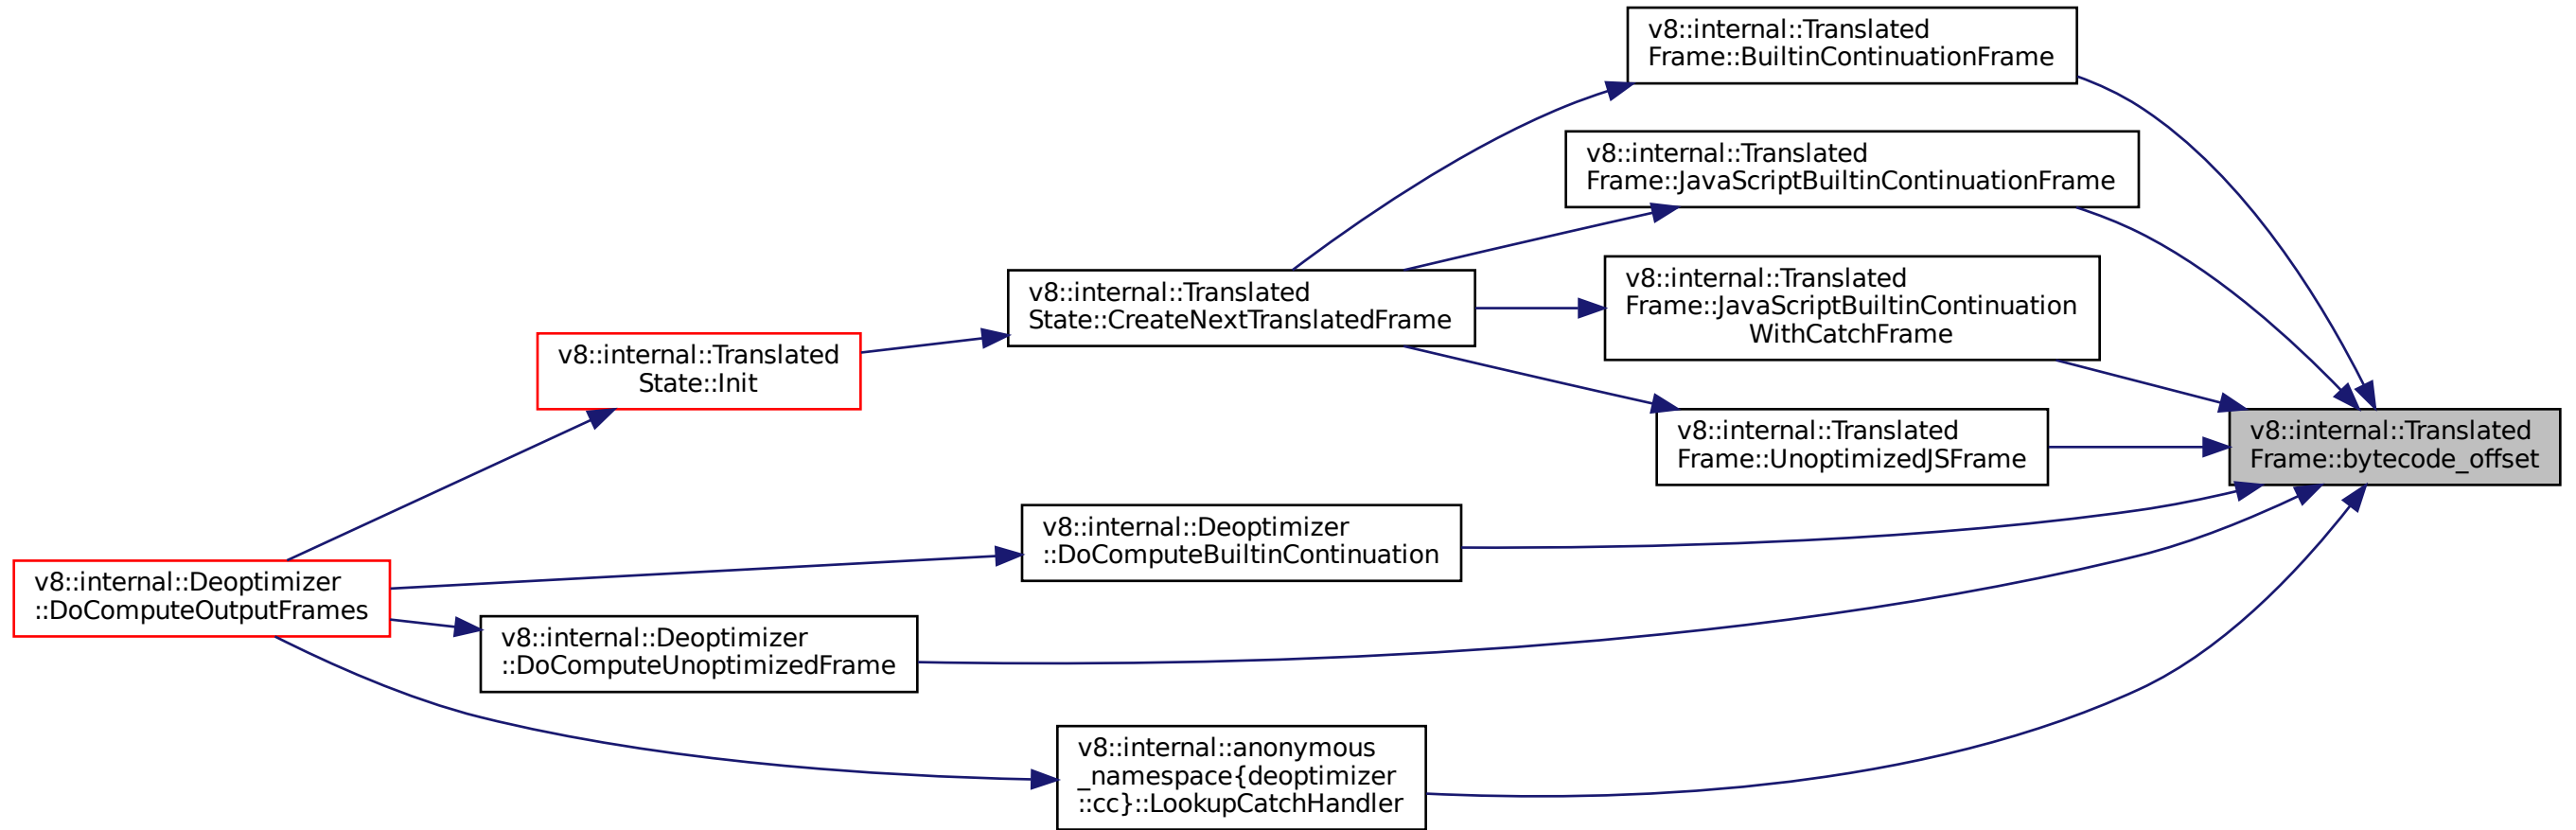 v8::internal::Translated
Frame::BuiltinContinuationFrame
v8::internal::Translated
Frame::JavaScriptBuiltinContinuationFrame
v8::internal::Translated
Frame::JavaScriptBuiltinContinuation
WithCatchFrame
v8::internal::Translated
State::CreateNextTranslatedFrame
v8::internal::Translated
State::Init
v8::internal::Translated
Frame::UnoptimizedJSFrame
v8::internal::Translated
Frame::bytecode_offset
v8::internal::Deoptimizer
::DoComputeBuiltinContinuation
v8::internal::Deoptimizer
::DoComputeOutputFrames
v8::internal::Deoptimizer
::DoComputeUnoptimizedFrame
v8::internal::anonymous
_namespace{deoptimizer
::cc}::LookupCatchHandler